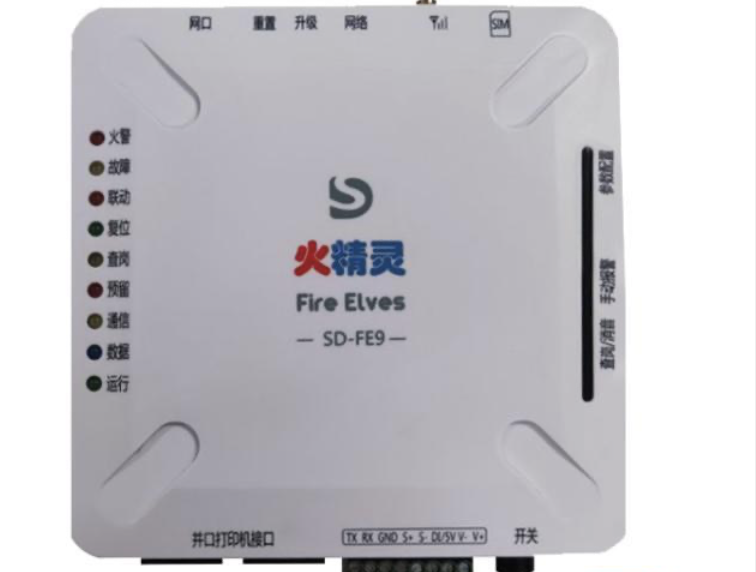 网口 重置 升级 网络 SIM
火警
故障
联动
复位
查岗
预留
通信
数据
运行
火精灵
Fire Elves
— SD-FE9 —
参数配置
手动报警
查岗/消音
并口打印机接口
TX RX GND S+ S- DI/5V V- V+
开关